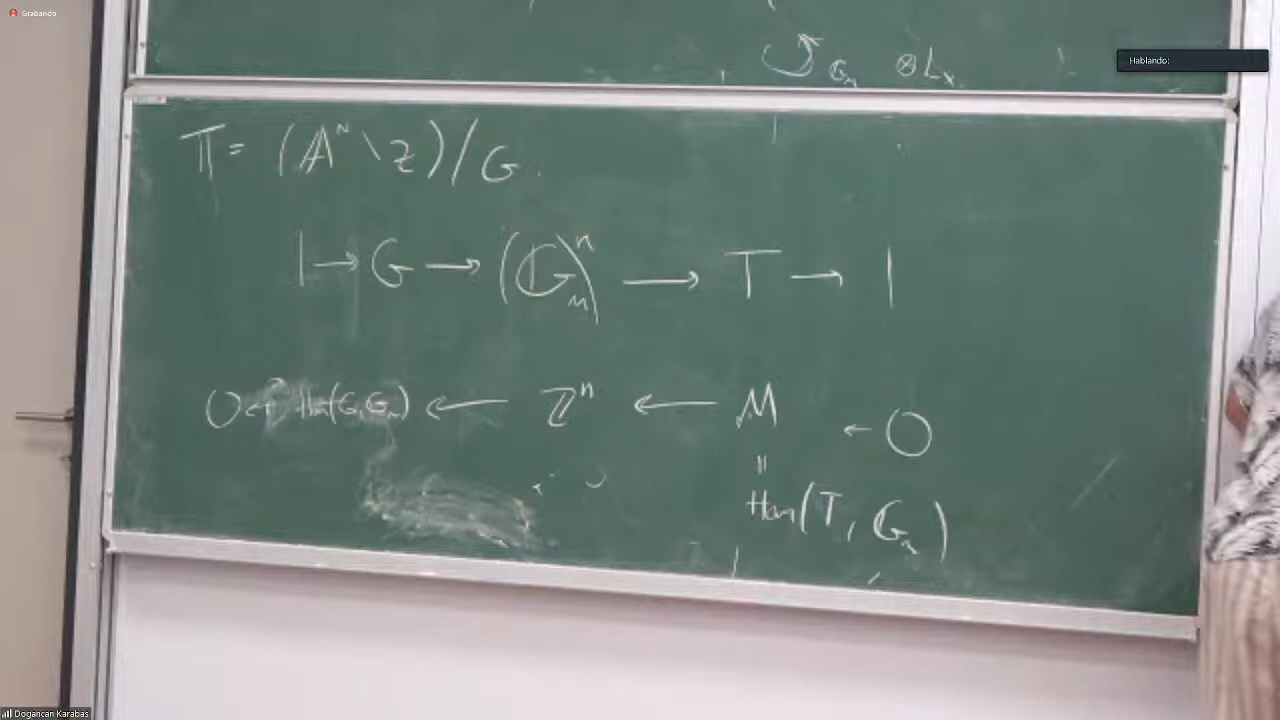 Grabando
G_m ⊗L_x
Hablando:
𝕋 = (𝔸^n \ Z)/G.
1 → G → (𝔾_m)^n → T → 1
0 ← Hom(G, G_m) ← ℤ^n ← M ← 0
||
Hom(T, G_m)
Dogancan Karabas